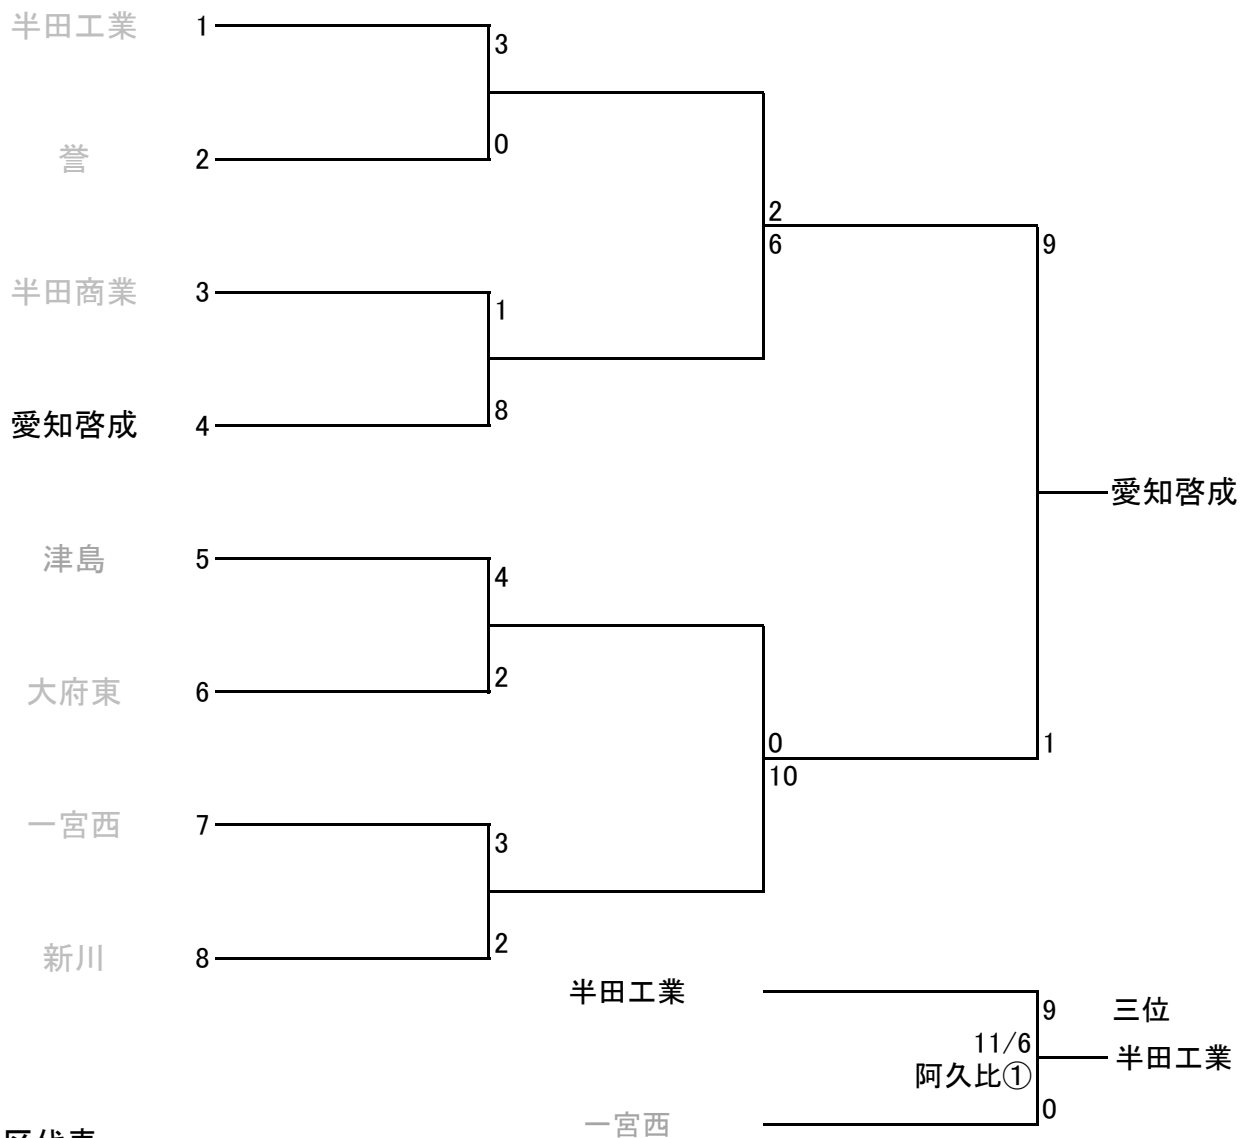 半田工業 1
3
0
誉 2
2
6
9
半田商業 3
1
8
愛知啓成 4
愛知啓成
津島 5
4
2
大府東 6
0
10
1
一宮西 7
3
2
新川 8
半田工業
9
三位
11/6
阿久比①
半田工業
0
一宮西